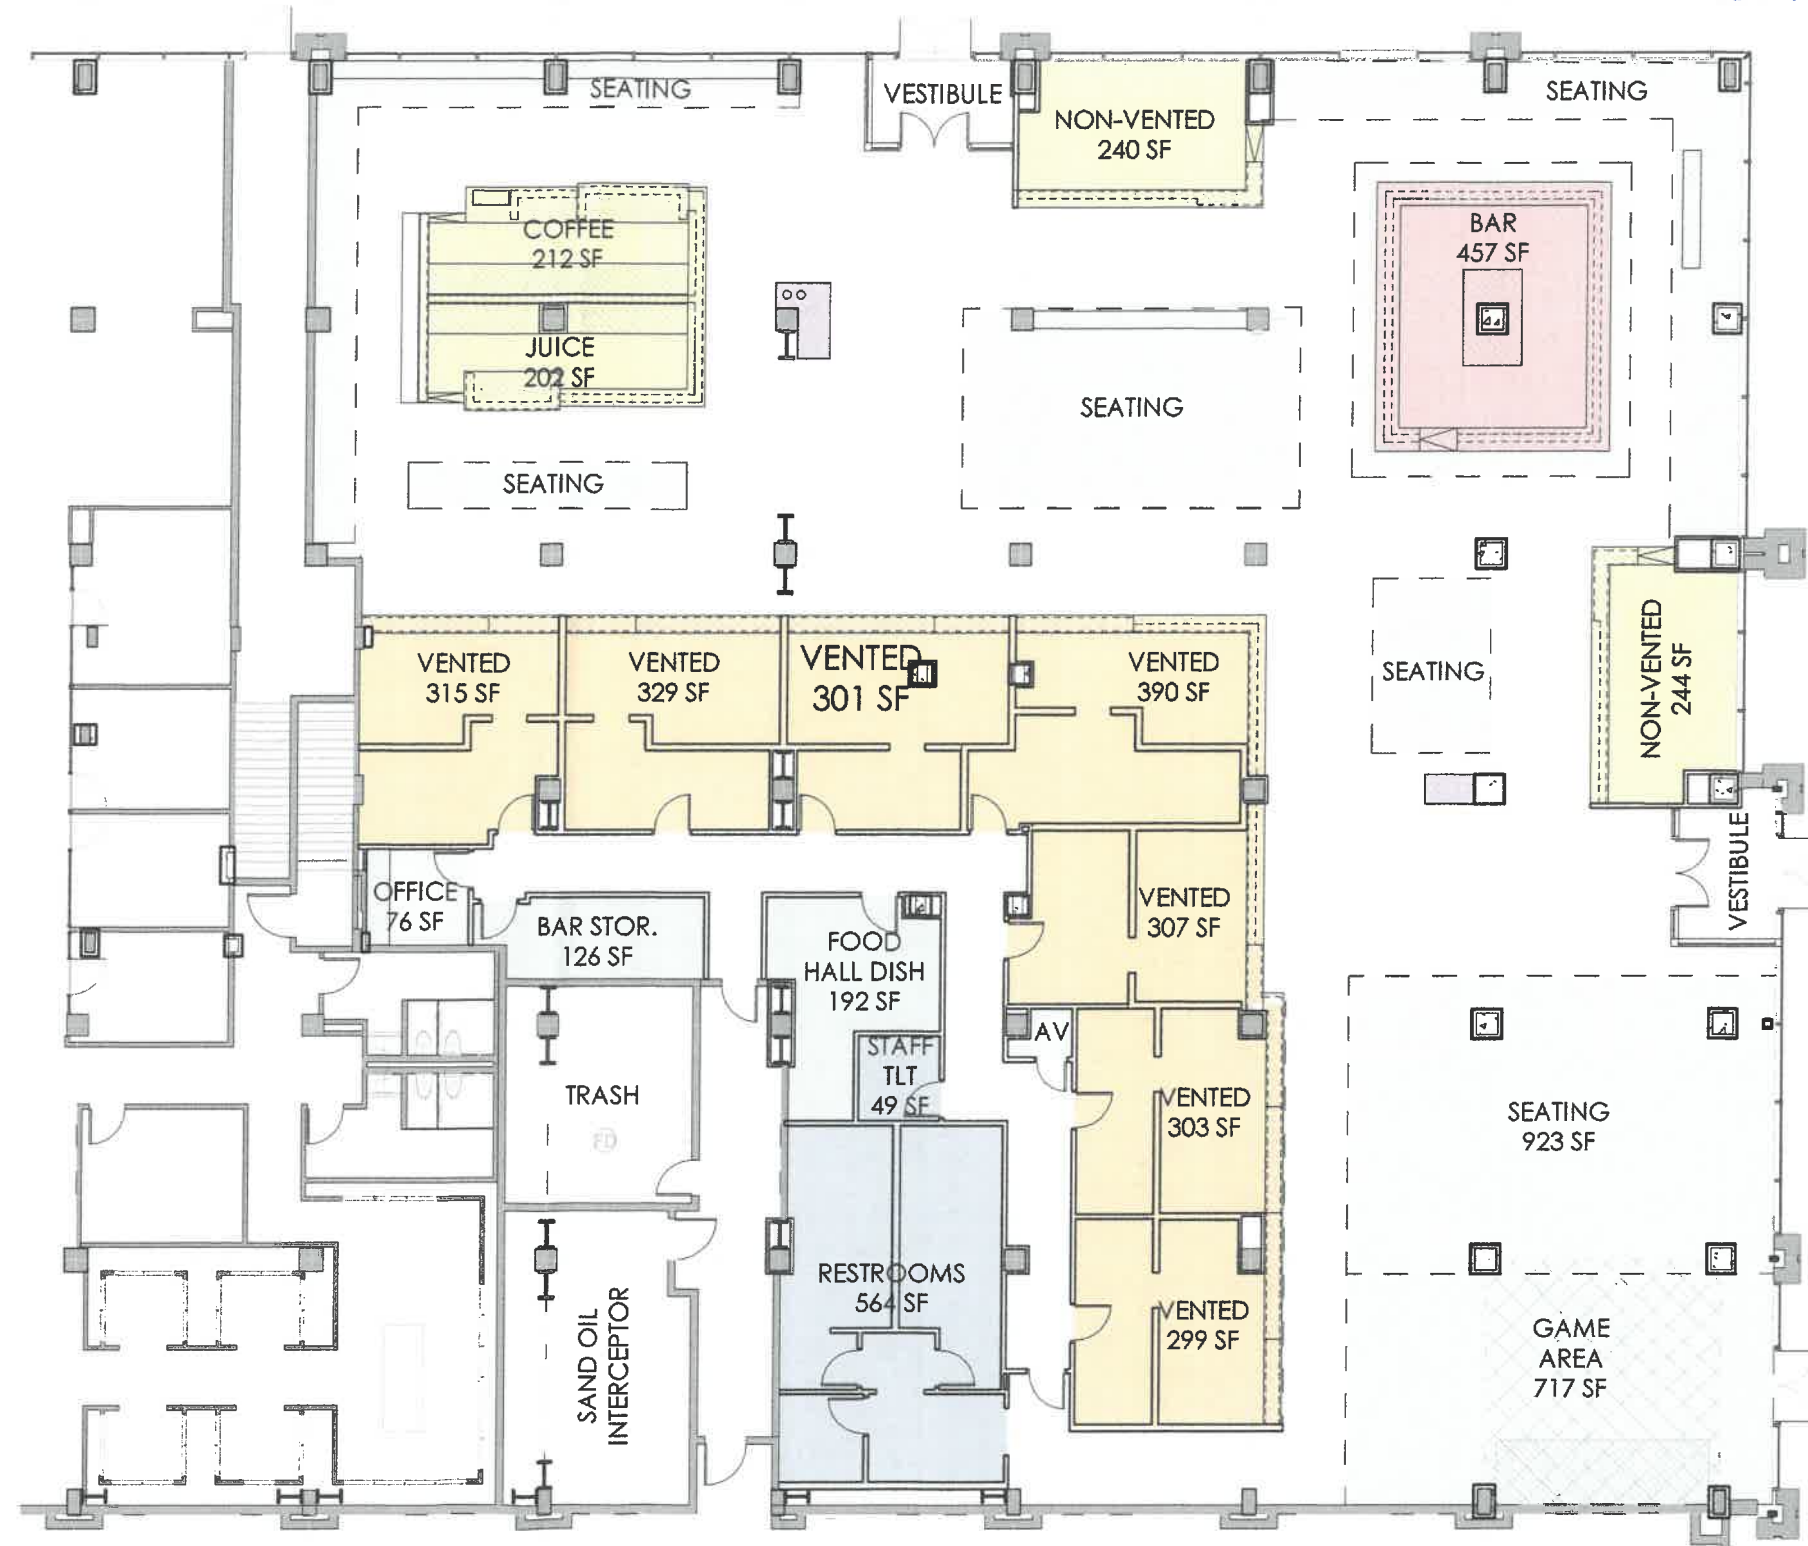 SEATING
VESTIBULE
NON-VENTED
240 SF
SEATING
COFFEE
212 SF
JUICE
202 SF
BAR
457 SF
SEATING
SEATING
VENTED
315 SF
VENTED
329 SF
VENTED
301 SF
VENTED
390 SF
SEATING
NON-VENTED
244 SF
VESTIBULE
OFFICE
76 SF
BAR STOR.
126 SF
FOOD
HALL DISH
192 SF
VENTED
307 SF
AV
STAFF
TLT
49 SF
TRASH
FD
VENTED
303 SF
SEATING
923 SF
RESTROOMS
564 SF
SAND OIL
INTERCEPTOR
VENTED
299 SF
GAME
AREA
717 SF